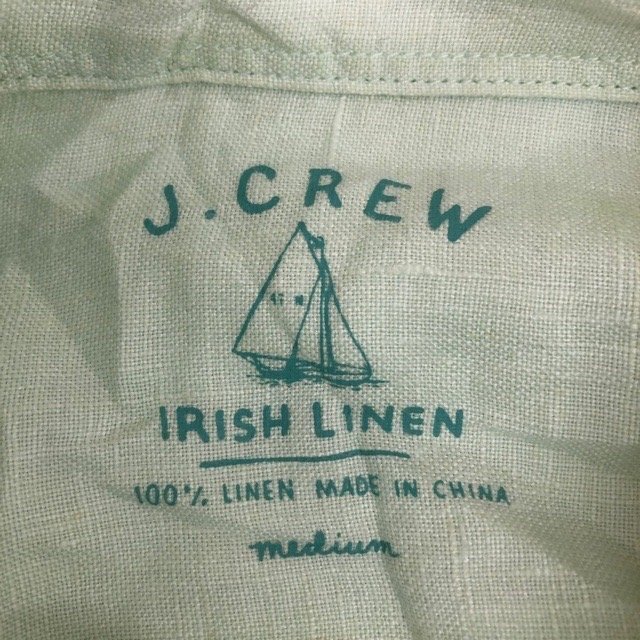 J. CREW
IRISH LINEN
100% LINEN MADE IN CHINA
medium